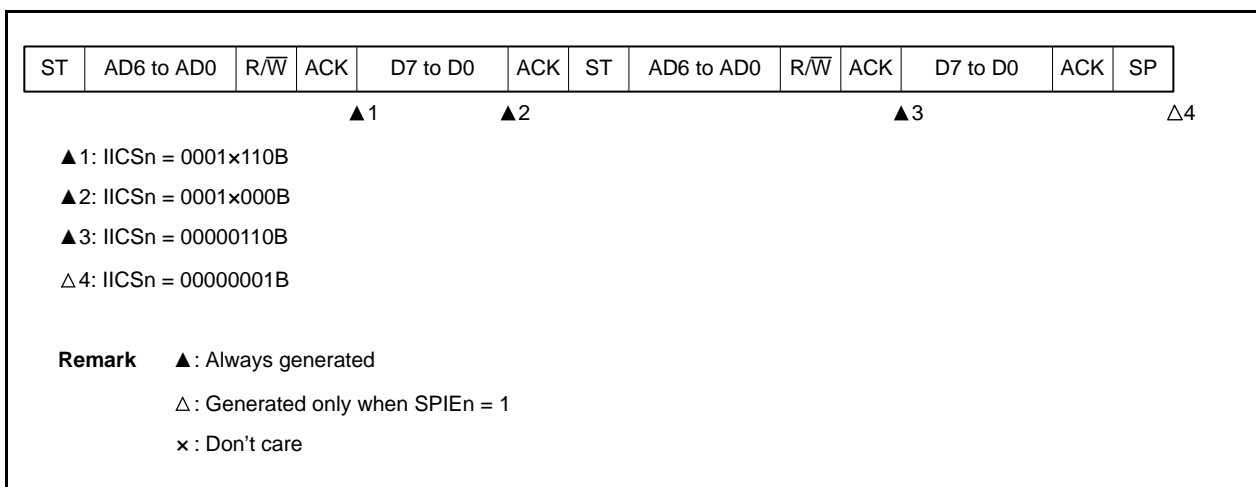 ST AD6 to AD0 R/W̅ ACK D7 to D0 ACK ST AD6 to AD0 R/W̅ ACK D7 to D0 ACK SP
▲1 ▲2 ▲3 △4
▲1: IICSn = 0001×110B
▲2: IICSn = 0001×000B
▲3: IICSn = 00000110B
△4: IICSn = 00000001B
Remark ▲: Always generated
△: Generated only when SPIEn = 1
×: Don't care